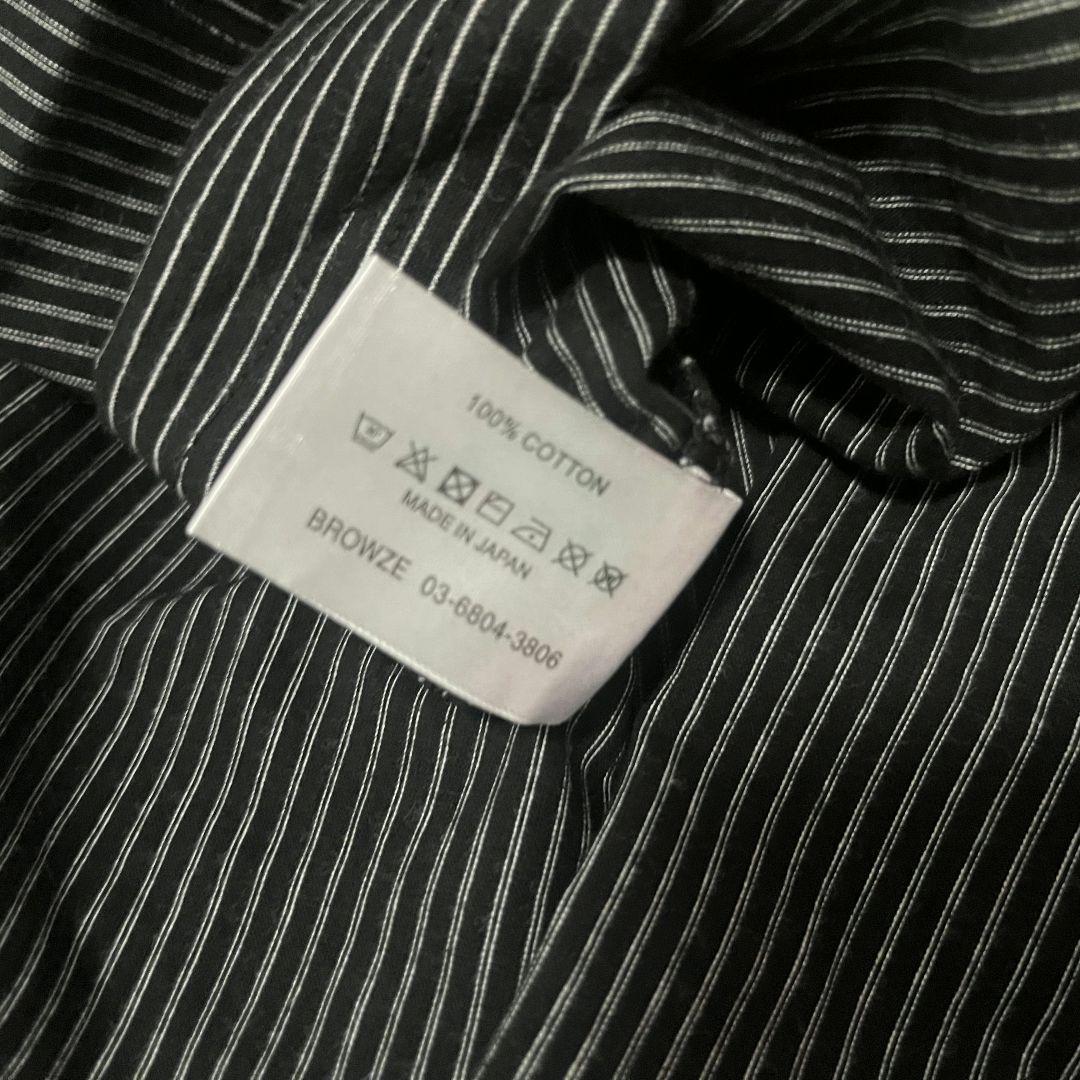 100% COTTON
MADE IN JAPAN
BROWZE 03-6804-3806